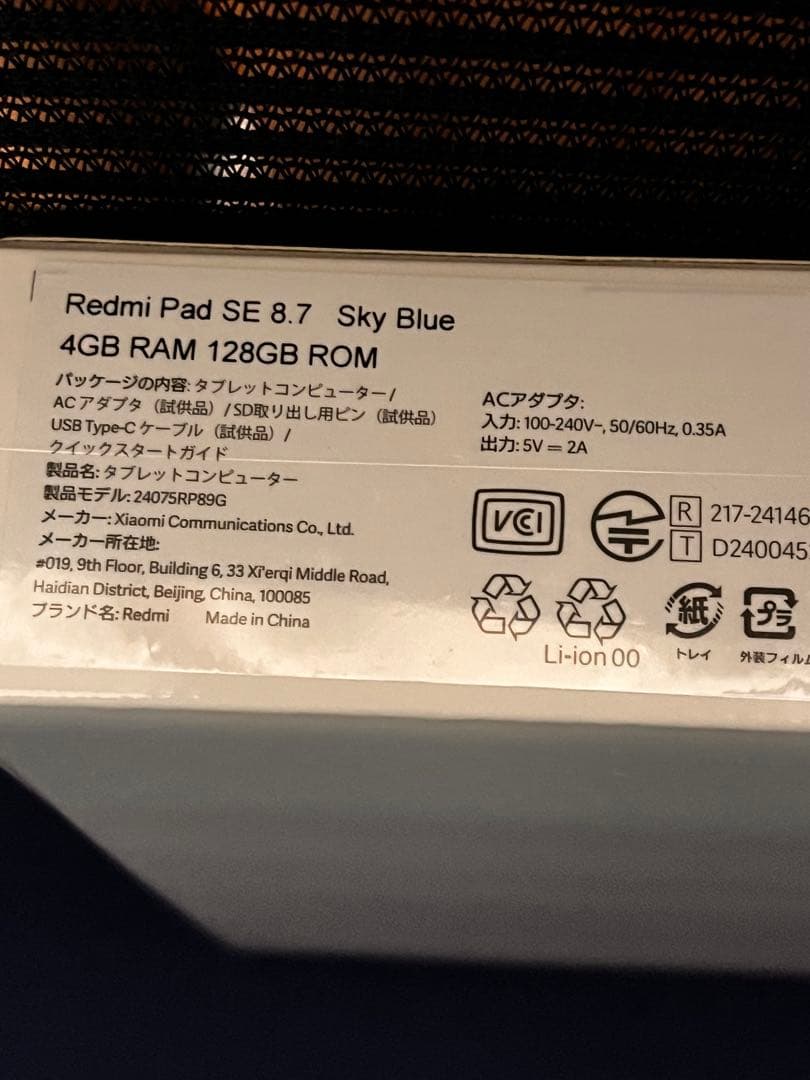 Redmi Pad SE 8.7 Sky Blue
4GB RAM 128GB ROM
パッケージの内容: タブレットコンピューター/
ACアダプタ（試供品）/SD取り出し用ピン（試供品）
USB Type-C ケーブル（試供品）/
クイックスタートガイド
製品名: タブレットコンピューター
製品モデル: 24075RP89G
メーカー: Xiaomi Communications Co., Ltd.
メーカー所在地:
#019, 9th Floor, Building 6, 33 Xi'erqi Middle Road,
Haidian District, Beijing, China, 100085
ブランド名: Redmi Made in China
ACアダプタ:
入力: 100-240V~, 50/60Hz, 0.35A
出力: 5V = 2A
VCCI
R 217-24146
T D240045
Li-ion 00
紙
トレイ
プラ
外装フィルム